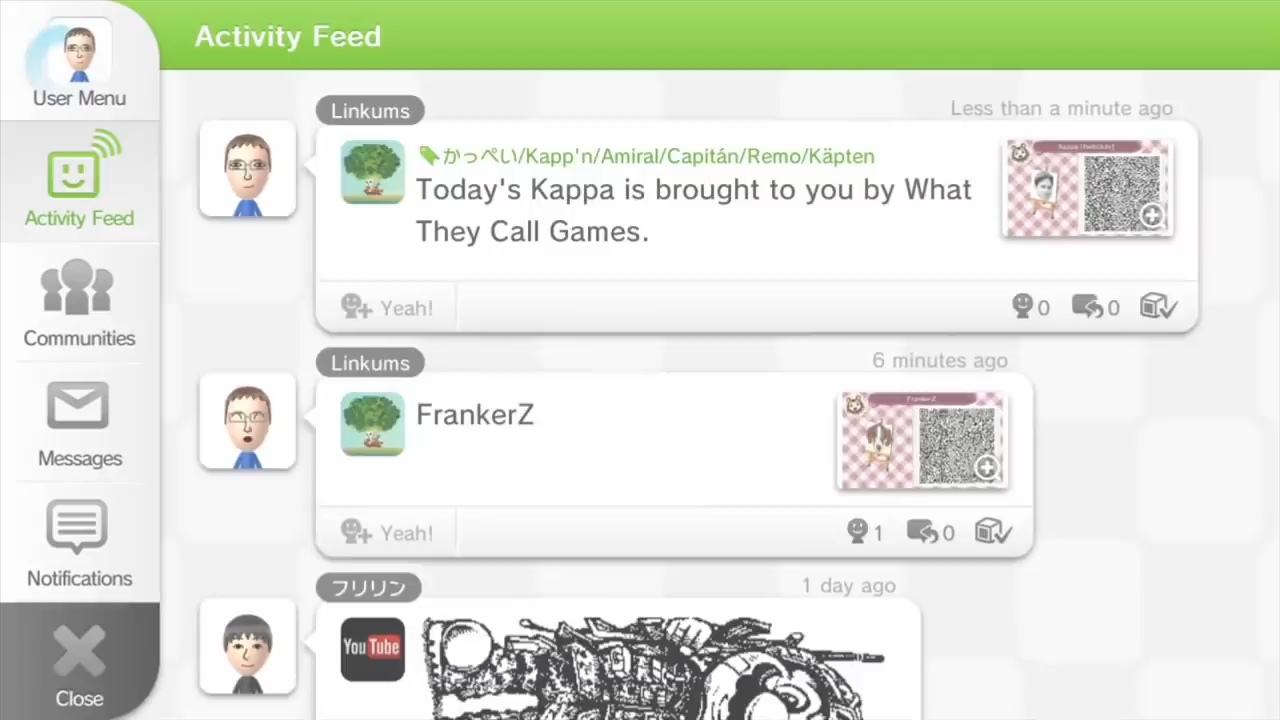 User Menu
Activity Feed
Communities
Messages
Notifications
Close
Activity Feed
Linkums
Less than a minute ago
かっぺい/Kapp'n/Amiral/Capitán/Remo/Käpten
Today's Kappa is brought to you by What
They Call Games.
Yeah!
0
0
Linkums
6 minutes ago
FrankerZ
FrankerZ
Yeah!
1
0
フリリン
1 day ago
YouTube